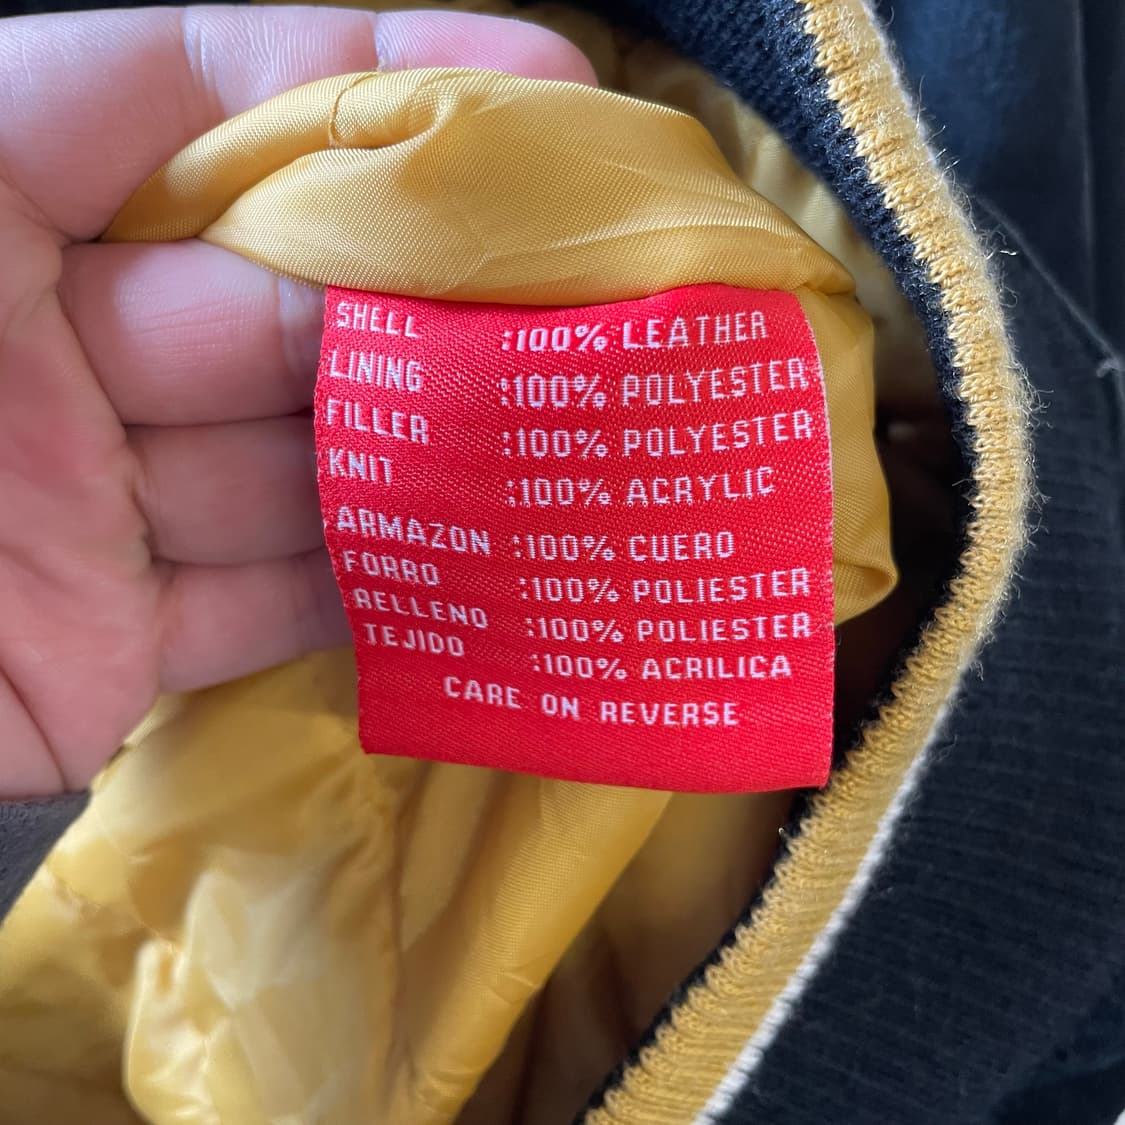 SHELL :100% LEATHER
LINING :100% POLYESTER
FILLER :100% POLYESTER
KNIT :100% ACRYLIC
ARMAZON :100% CUERO
FORRO :100% POLIESTER
RELLENO :100% POLIESTER
TEJIDO :100% ACRILICA
CARE ON REVERSE